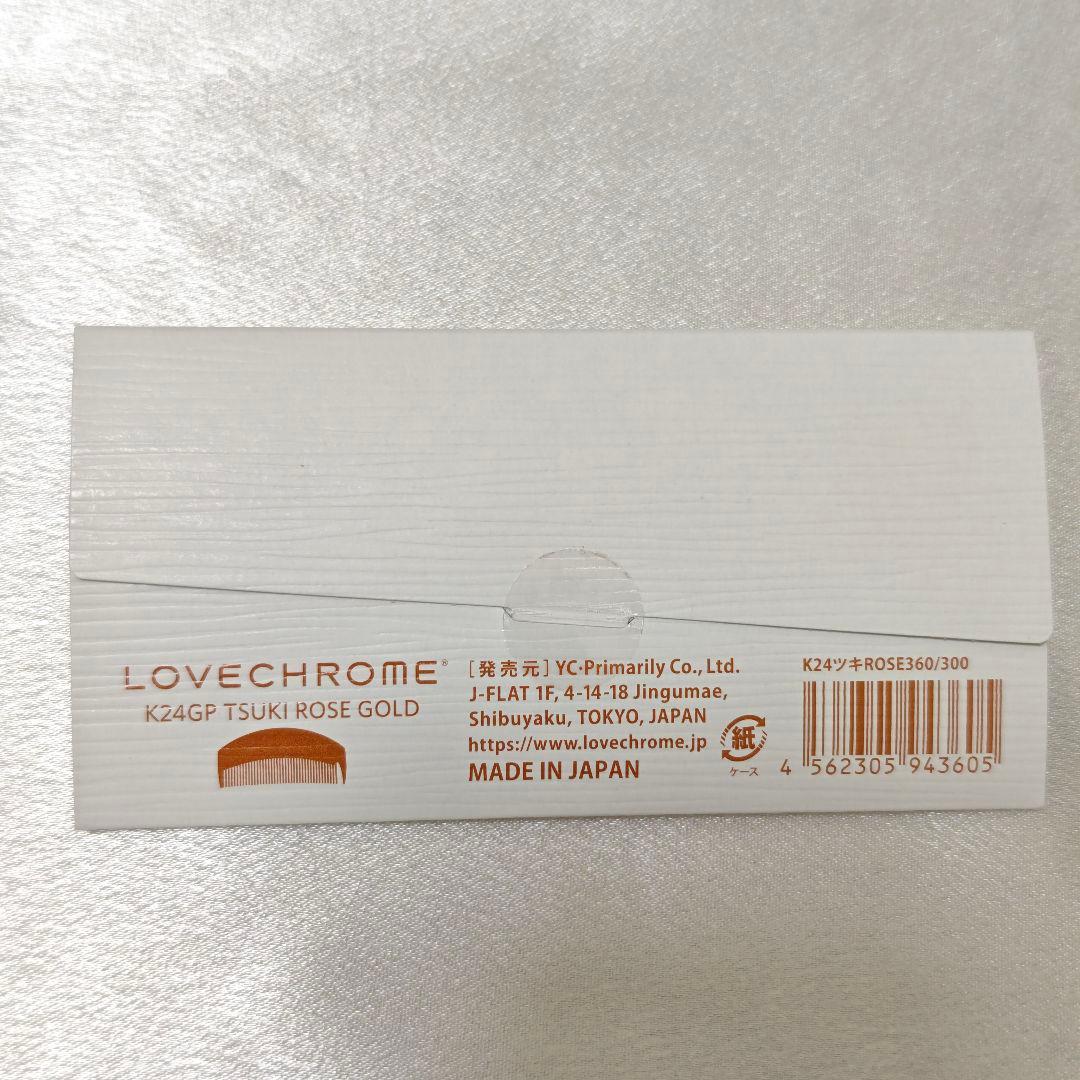 LOVECHROME®
K24GP TSUKI ROSE GOLD
[発売元] YC·Primarily Co., Ltd.
J-FLAT 1F, 4-14-18 Jingumae,
Shibuyaku, TOKYO, JAPAN
https://www.lovechrome.jp
MADE IN JAPAN
紙
ケース
K24ツキROSE360/300
4 562305 943605